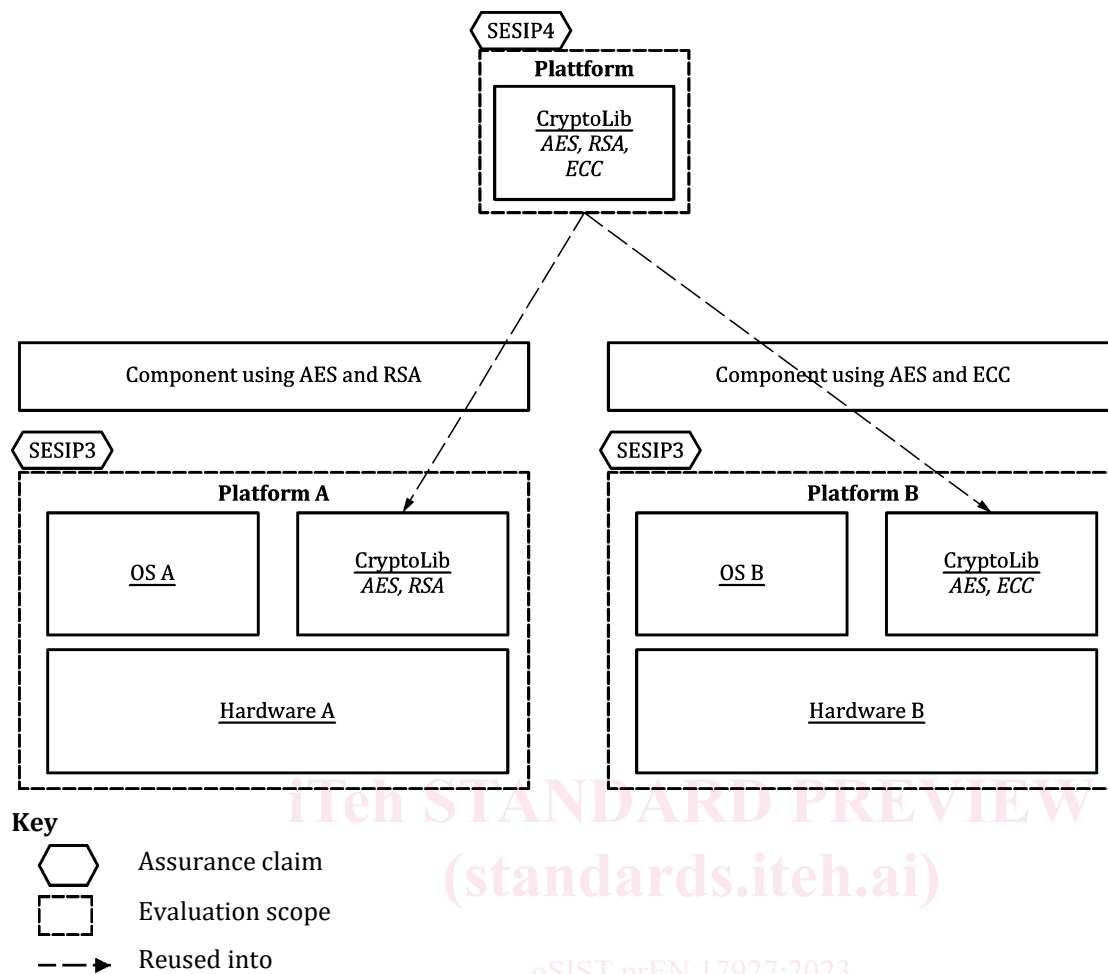 SESIP4
Plattform
CryptoLib
AES, RSA,
ECC
Component using AES and RSA
Component using AES and ECC
SESIP3
SESIP3
Platform A
Platform B
OS A
CryptoLib
AES, RSA
OS B
CryptoLib
AES, ECC
Hardware A
Hardware B
iTeh STANDARD PREVIEW
(standards.iteh.ai)
Key
Assurance claim
Evaluation scope
Reused into
oSIST prEN 17927:2023